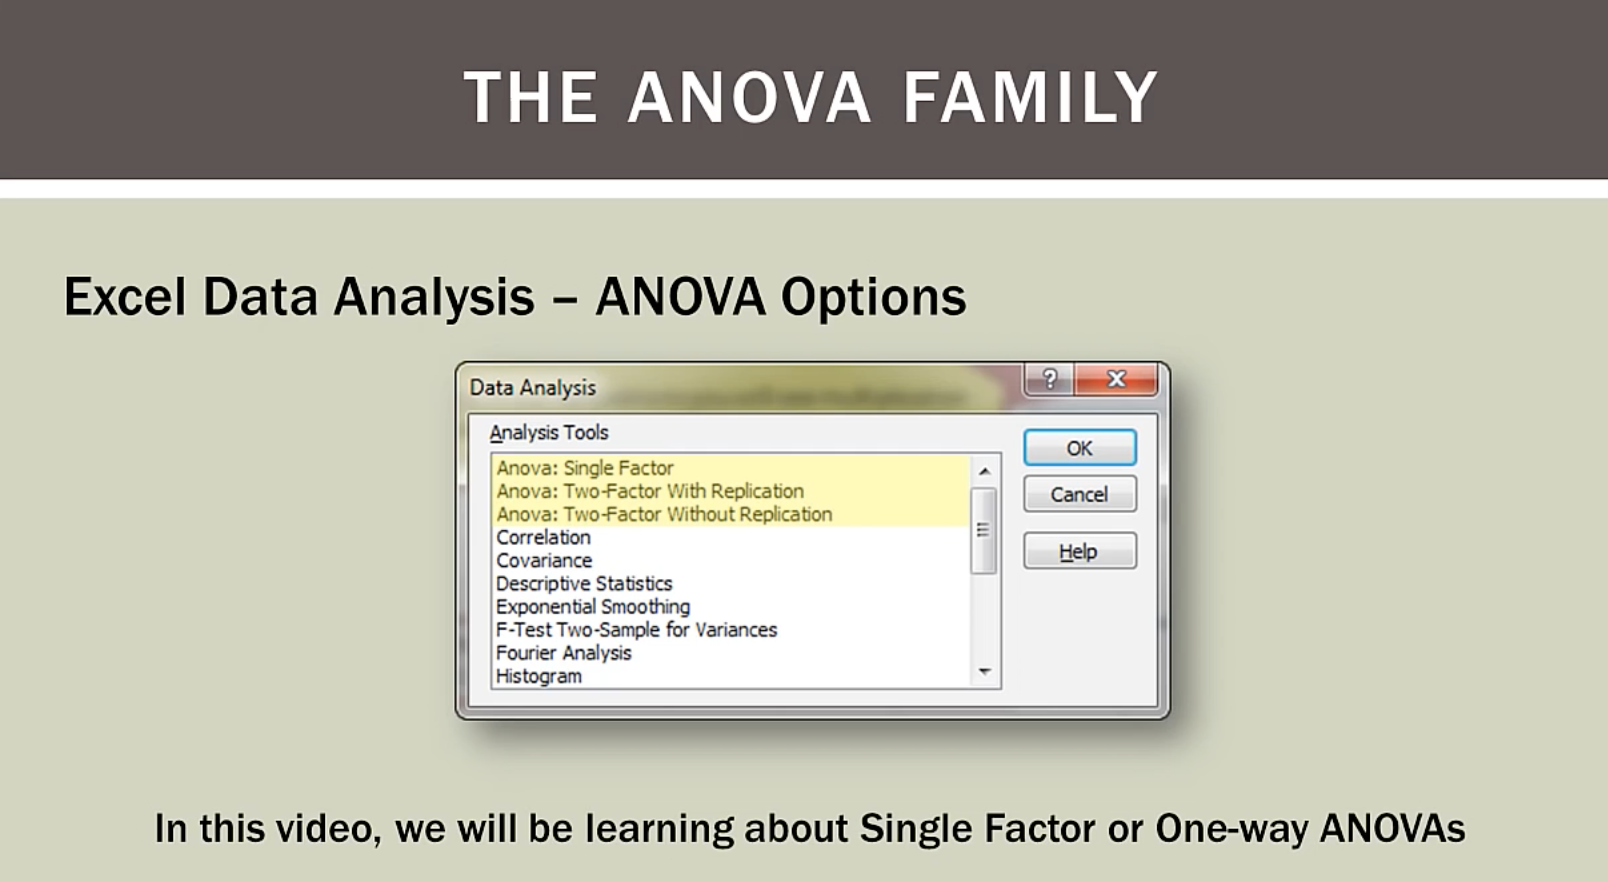 THE ANOVA FAMILY
Excel Data Analysis – ANOVA Options
Data Analysis
?
Analysis Tools
Anova: Single Factor
Anova: Two-Factor With Replication
Anova: Two-Factor Without Replication
Correlation
Covariance
Descriptive Statistics
Exponential Smoothing
F-Test Two-Sample for Variances
Fourier Analysis
Histogram
OK
Cancel
Help
In this video, we will be learning about Single Factor or One-way ANOVAs